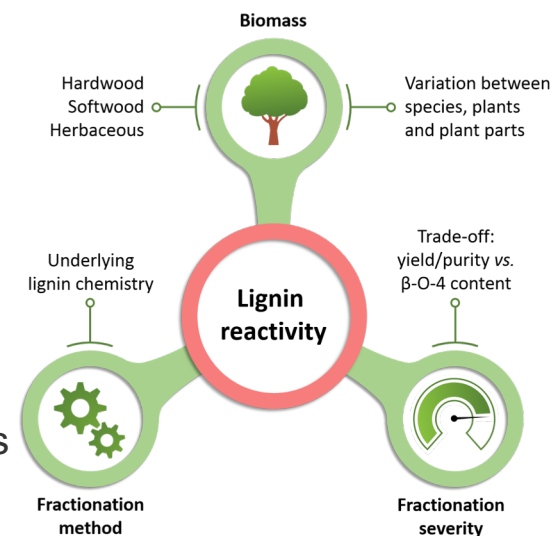 Biomass
Hardwood
Softwood
Herbaceous
Variation between
species, plants
and plant parts
Underlying
lignin chemistry
Trade-off:
yield/purity vs.
β-O-4 content
Lignin
reactivity
s
Fractionation
method
Fractionation
severity